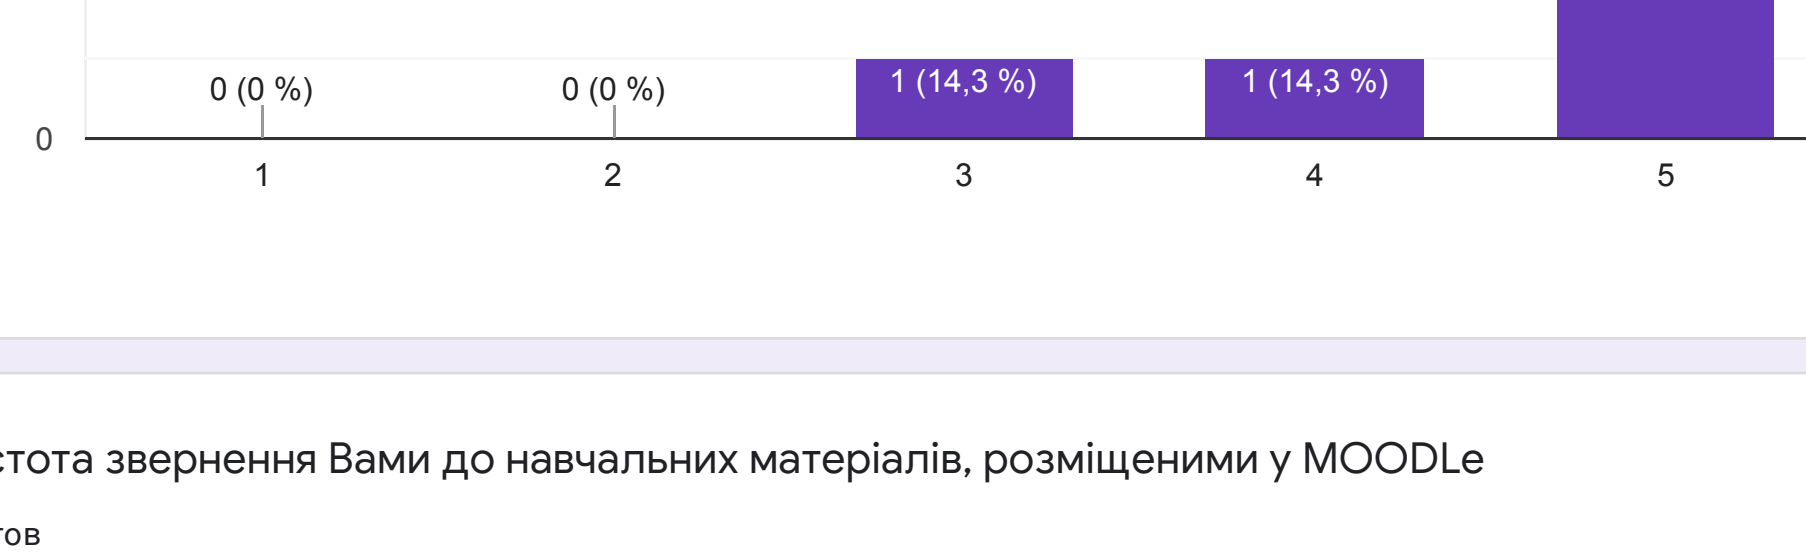 0 (0 %) 0 (0 %) 1 (14,3 %) 1 (14,3 %)
0
1 2 3 4 5
стота звернення Вами до навчальних матеріалів, розміщеними у MOODLe
тов